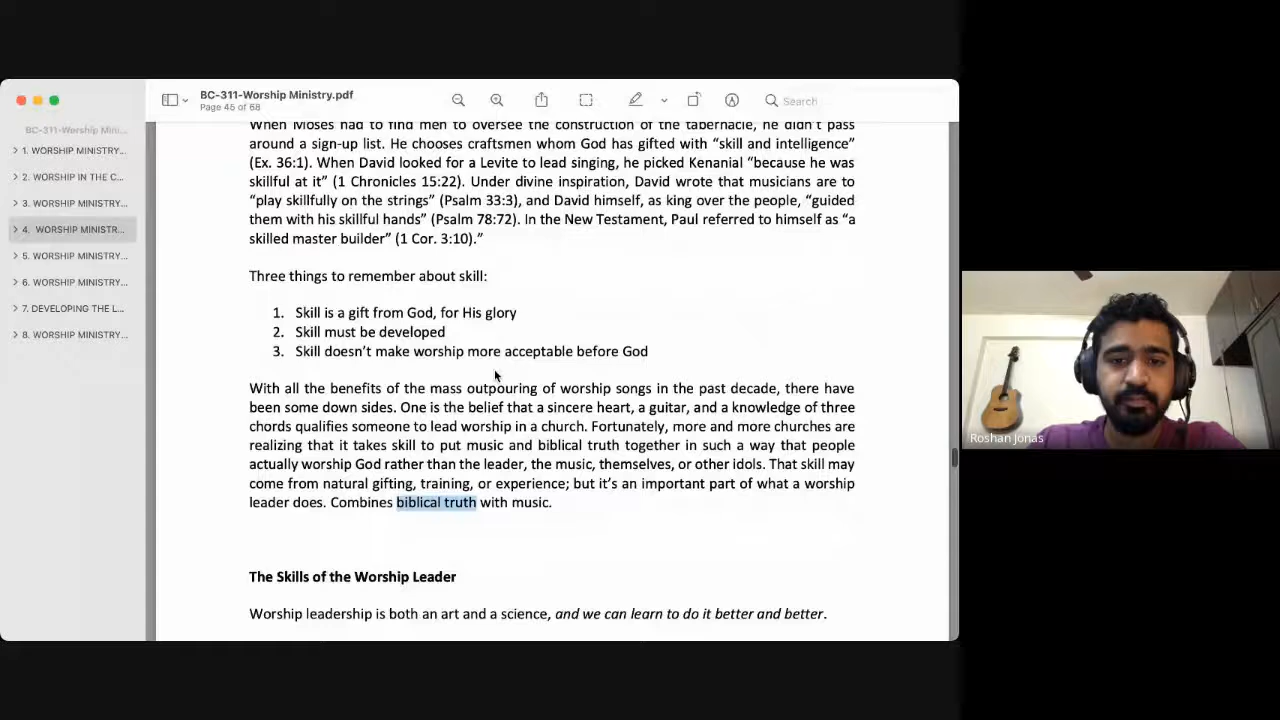 BC-311-Worship Ministry.pdf
Page 45 of 68
Search
BC-311-Worship Mini...
1. WORSHIP MINISTRY...
2. WORSHIP IN THE C...
3. WORSHIP MINISTRY...
4. WORSHIP MINISTR...
5. WORSHIP MINISTRY...
6. WORSHIP MINISTRY...
7. DEVELOPING THE L...
8. WORSHIP MINISTRY...
When Moses had to find men to oversee the construction of the tabernacle, he didn't pass
around a sign-up list. He chooses craftsmen whom God has gifted with “skill and intelligence”
(Ex. 36:1). When David looked for a Levite to lead singing, he picked Kenanial “because he was
skillful at it” (1 Chronicles 15:22). Under divine inspiration, David wrote that musicians are to
“play skillfully on the strings” (Psalm 33:3), and David himself, as king over the people, “guided
them with his skillful hands” (Psalm 78:72). In the New Testament, Paul referred to himself as “a
skilled master builder” (1 Cor. 3:10).”
Three things to remember about skill:
1. Skill is a gift from God, for His glory
2. Skill must be developed
3. Skill doesn’t make worship more acceptable before God
With all the benefits of the mass outpouring of worship songs in the past decade, there have
been some down sides. One is the belief that a sincere heart, a guitar, and a knowledge of three
chords qualifies someone to lead worship in a church. Fortunately, more and more churches are
realizing that it takes skill to put music and biblical truth together in such a way that people
actually worship God rather than the leader, the music, themselves, or other idols. That skill may
come from natural gifting, training, or experience; but it’s an important part of what a worship
leader does. Combines biblical truth with music.
The Skills of the Worship Leader
Worship leadership is both an art and a science, and we can learn to do it better and better.
Roshan Jonas